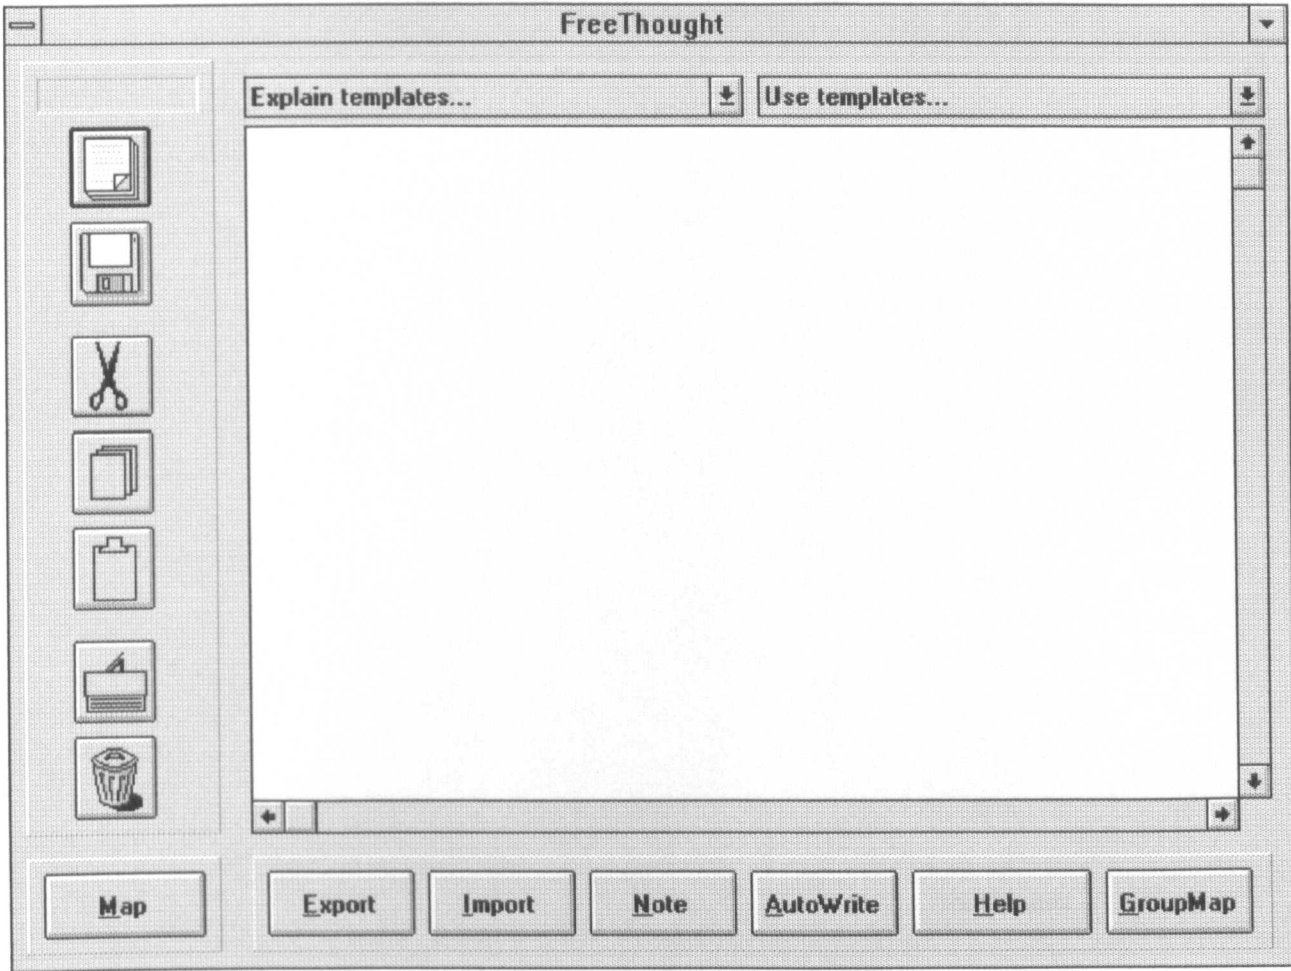 FreeThought
Explain templates...
Use templates...
Map
Export
Import
Note
AutoWrite
Help
GroupMap